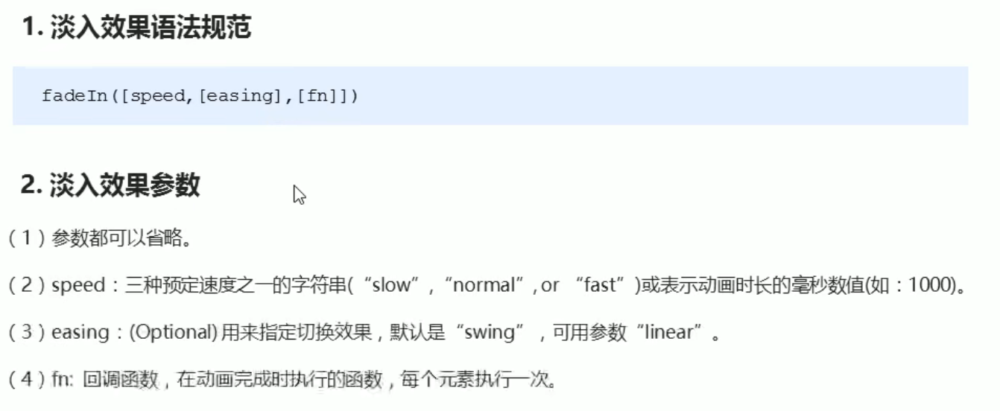 1. 淡入效果语法规范
fadeIn([speed,[easing],[fn]])
2. 淡入效果参数
（1）参数都可以省略。
（2）speed：三种预定速度之一的字符串(“slow”,“normal”,or “fast”)或表示动画时长的毫秒数值(如：1000)。
（3）easing：(Optional) 用来指定切换效果，默认是“swing”，可用参数“linear”。
（4）fn: 回调函数，在动画完成时执行的函数，每个元素执行一次。